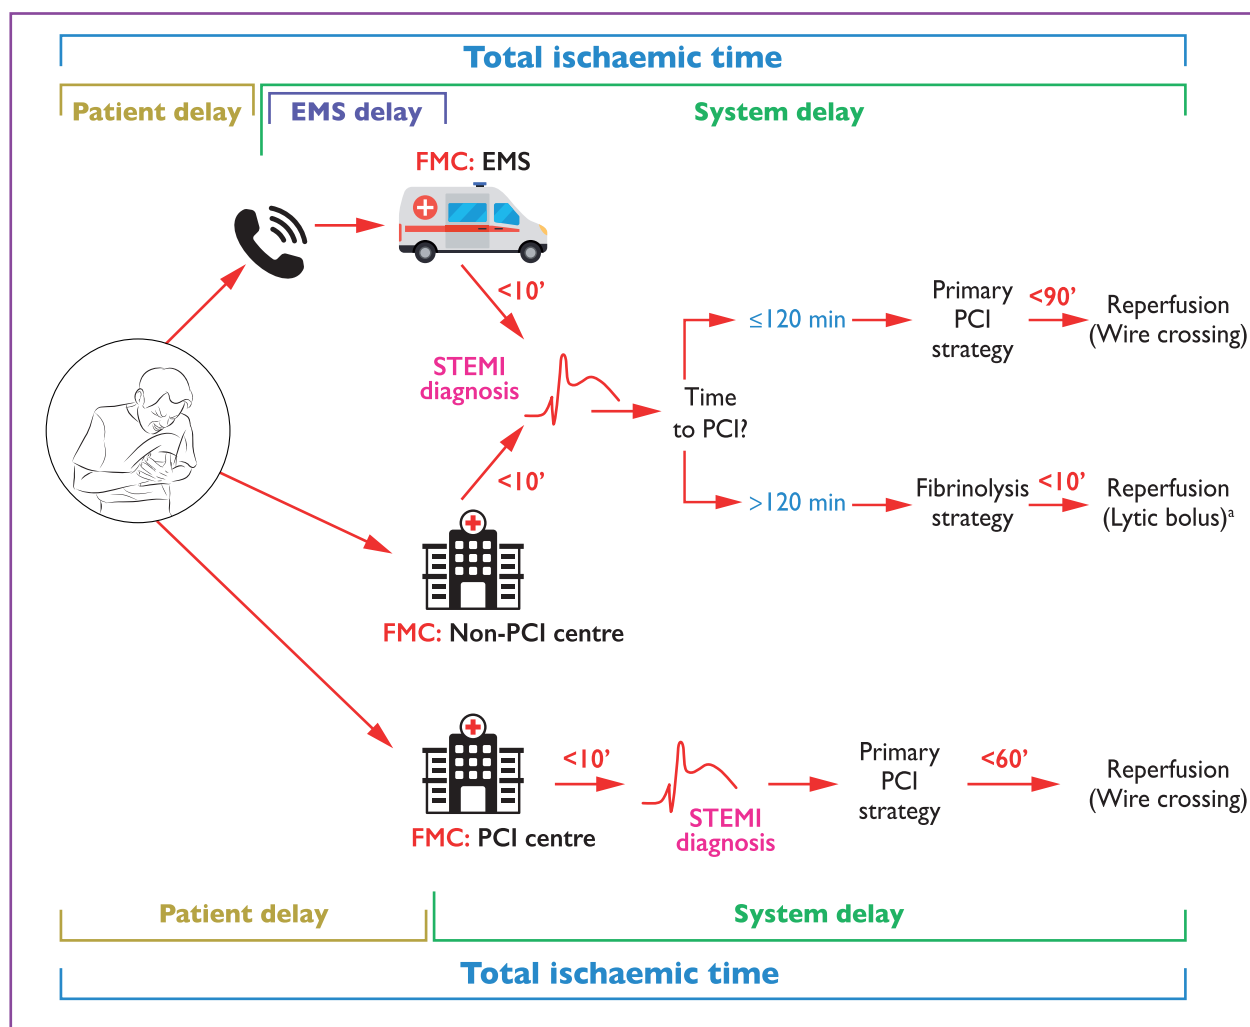 Total ischaemic time
Patient delay
EMS delay
System delay
FMC: EMS
<10’
STEMI
diagnosis
<10’
FMC: Non-PCI centre
Time
to PCI?
≤120 min
Primary
PCI
strategy
<90’
Reperfusion
(Wire crossing)
>120 min
Fibrinolysis
strategy
<10’
Reperfusion
(Lytic bolus)ᵃ
FMC: PCI centre
<10’
STEMI
diagnosis
Primary
PCI
strategy
<60’
Reperfusion
(Wire crossing)
Patient delay
System delay
Total ischaemic time